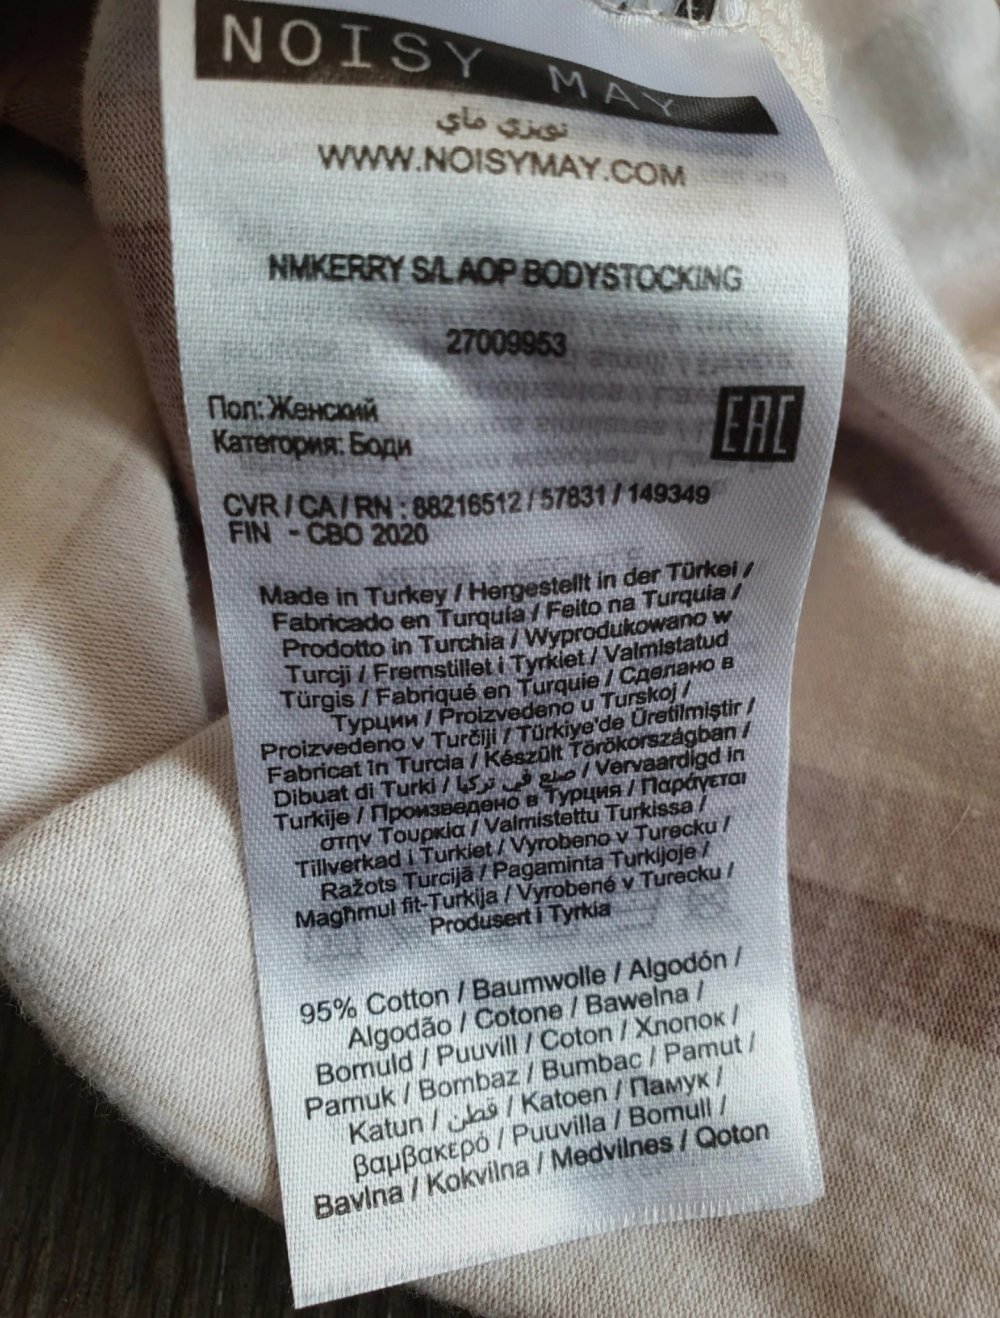 NOISY MAY
نويزي ماي
WWW.NOISYMAY.COM
NMKERRY S/L AOP BODYSTOCKING
27009953
Пол: Женский
Категория: Боди
EAC
CVR / CA / RN : 88216512 / 57831 / 149349
FIN - CBO 2020
Made in Turkey / Hergestellt in der Türkei /
Fabricado en Turquía / Feito na Turquia /
Prodotto in Turchia / Wyprodukowano w
Turcji / Fremstillet i Tyrkiet / Valmistatud
Türgis / Fabriqué en Turquie / Сделано в
Турции / Proizvedeno u Turskoj /
Proizvedeno v Turčiji / Türkiye'de Üretilmiştir /
Fabricat în Turcia / Készült Törökországban /
Dibuat di Turki / صنع في تركيا / Vervaardigd in
Turkije / Произведено в Турция / Παράγεται
στην Τουρκία / Valmistettu Turkissa /
Tillverkad i Turkiet / Vyrobeno v Turecku /
Ražots Turcijā / Pagaminta Turkijoje /
Magħmul fit-Turkija / Vyrobené v Turecku /
Produsert i Tyrkia
95% Cotton / Baumwolle / Algodón /
Algodão / Cotone / Bawełna /
Bomuld / Puuvill / Coton / Хлопок /
Pamuk / Bombaz / Bumbac / Pamut /
Katun / قطن / Katoen / Памук /
βαμβακερό / Puuvilla / Bomull /
Bavlna / Kokvilna / Medvilnes / Qoton